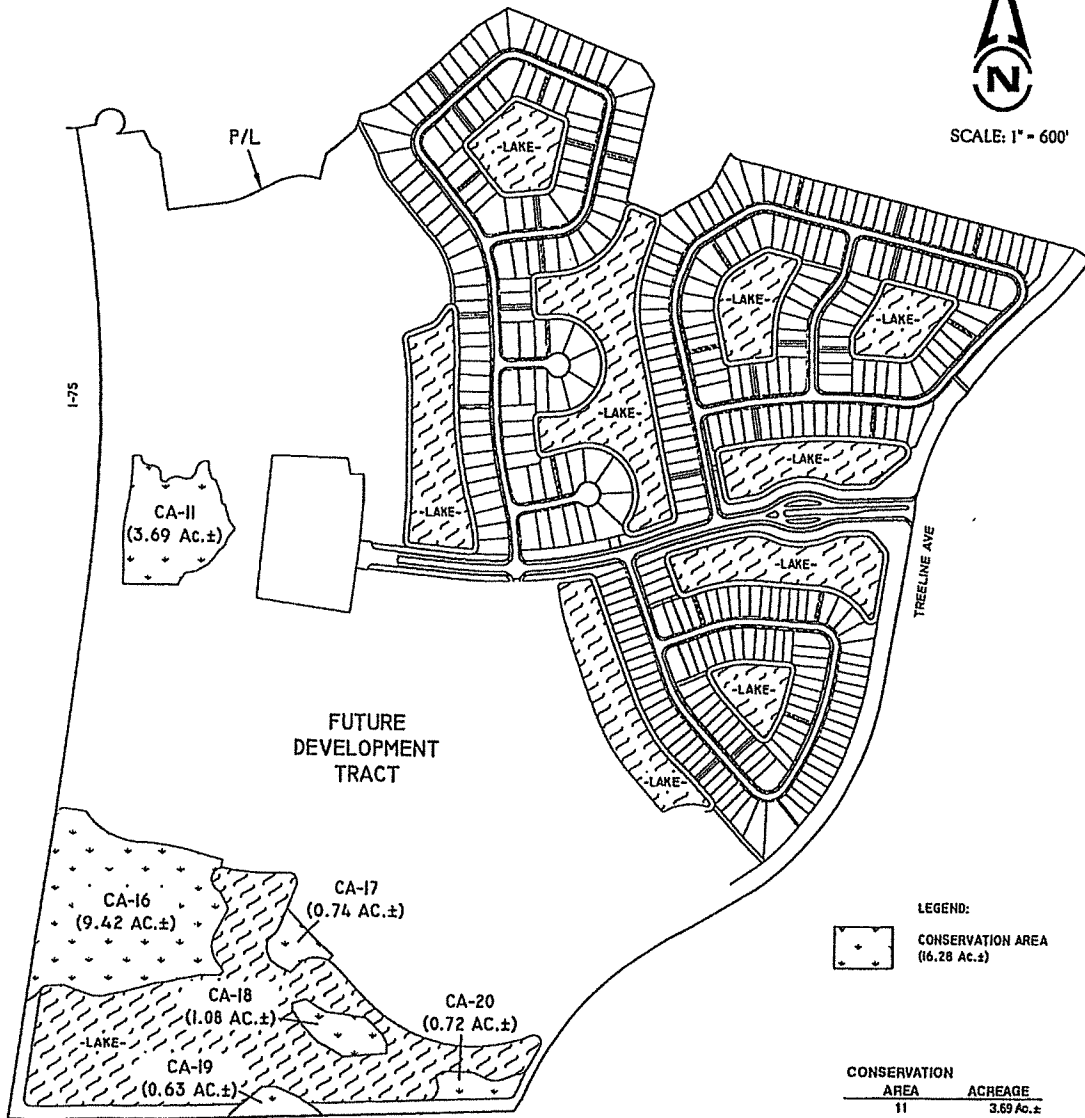 N
SCALE: 1" = 600'
P/L
-LAKE-
-LAKE-
-LAKE-
I-75
-LAKE-
-LAKE-
CA-11
(3.69 AC.±)
-LAKE-
-LAKE-
TREELINE AVE
-LAKE-
-LAKE-
FUTURE
DEVELOPMENT
TRACT
-LAKE-
CA-16
(9.42 AC.±)
CA-17
(0.74 AC.±)
LEGEND:
CONSERVATION AREA
(16.28 Ac.±)
CA-18
(1.08 AC.±)
CA-20
(0.72 AC.±)
-LAKE-
CA-19
(0.63 AC.±)
CONSERVATION
AREA ACREAGE
11 3.69 Ac.±